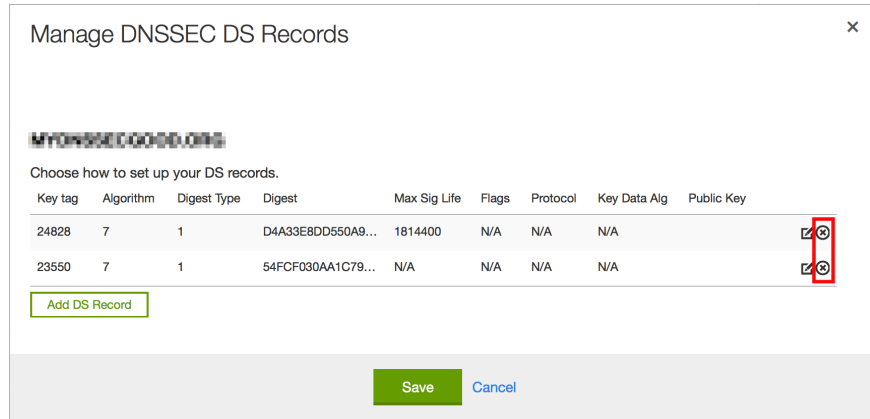 Manage DNSSEC DS Records
Choose how to set up your DS records.
Key tag Algorithm Digest Type Digest Max Sig Life Flags Protocol Key Data Alg Public Key
24828 7 1 D4A33E8DD550A9... 1814400 N/A N/A N/A
23550 7 1 54FCF030AA1C79... N/A N/A N/A N/A
Add DS Record
Save Cancel